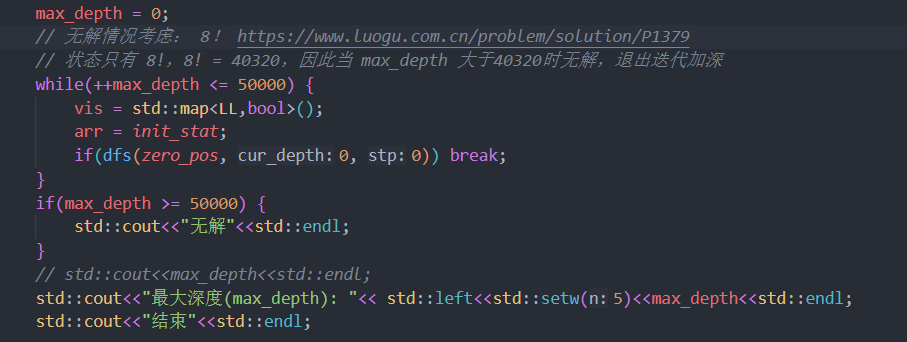 max_depth = 0;
// 无解情况考虑： 8！ https://www.luogu.com.cn/problem/solution/P1379
// 状态只有 8!，8! = 40320，因此当 max_depth 大于40320时无解，退出迭代加深
while(++max_depth <= 50000) {
vis = std::map<LL,bool>();
arr = init_stat;
if(dfs(zero_pos, cur_depth: 0, stp: 0)) break;
}
if(max_depth >= 50000) {
std::cout<<"无解"<<std::endl;
}
// std::cout<<max_depth<<std::endl;
std::cout<<"最大深度(max_depth): "<< std::left<<std::setw(n: 5)<<max_depth<<std::endl;
std::cout<<"结束"<<std::endl;